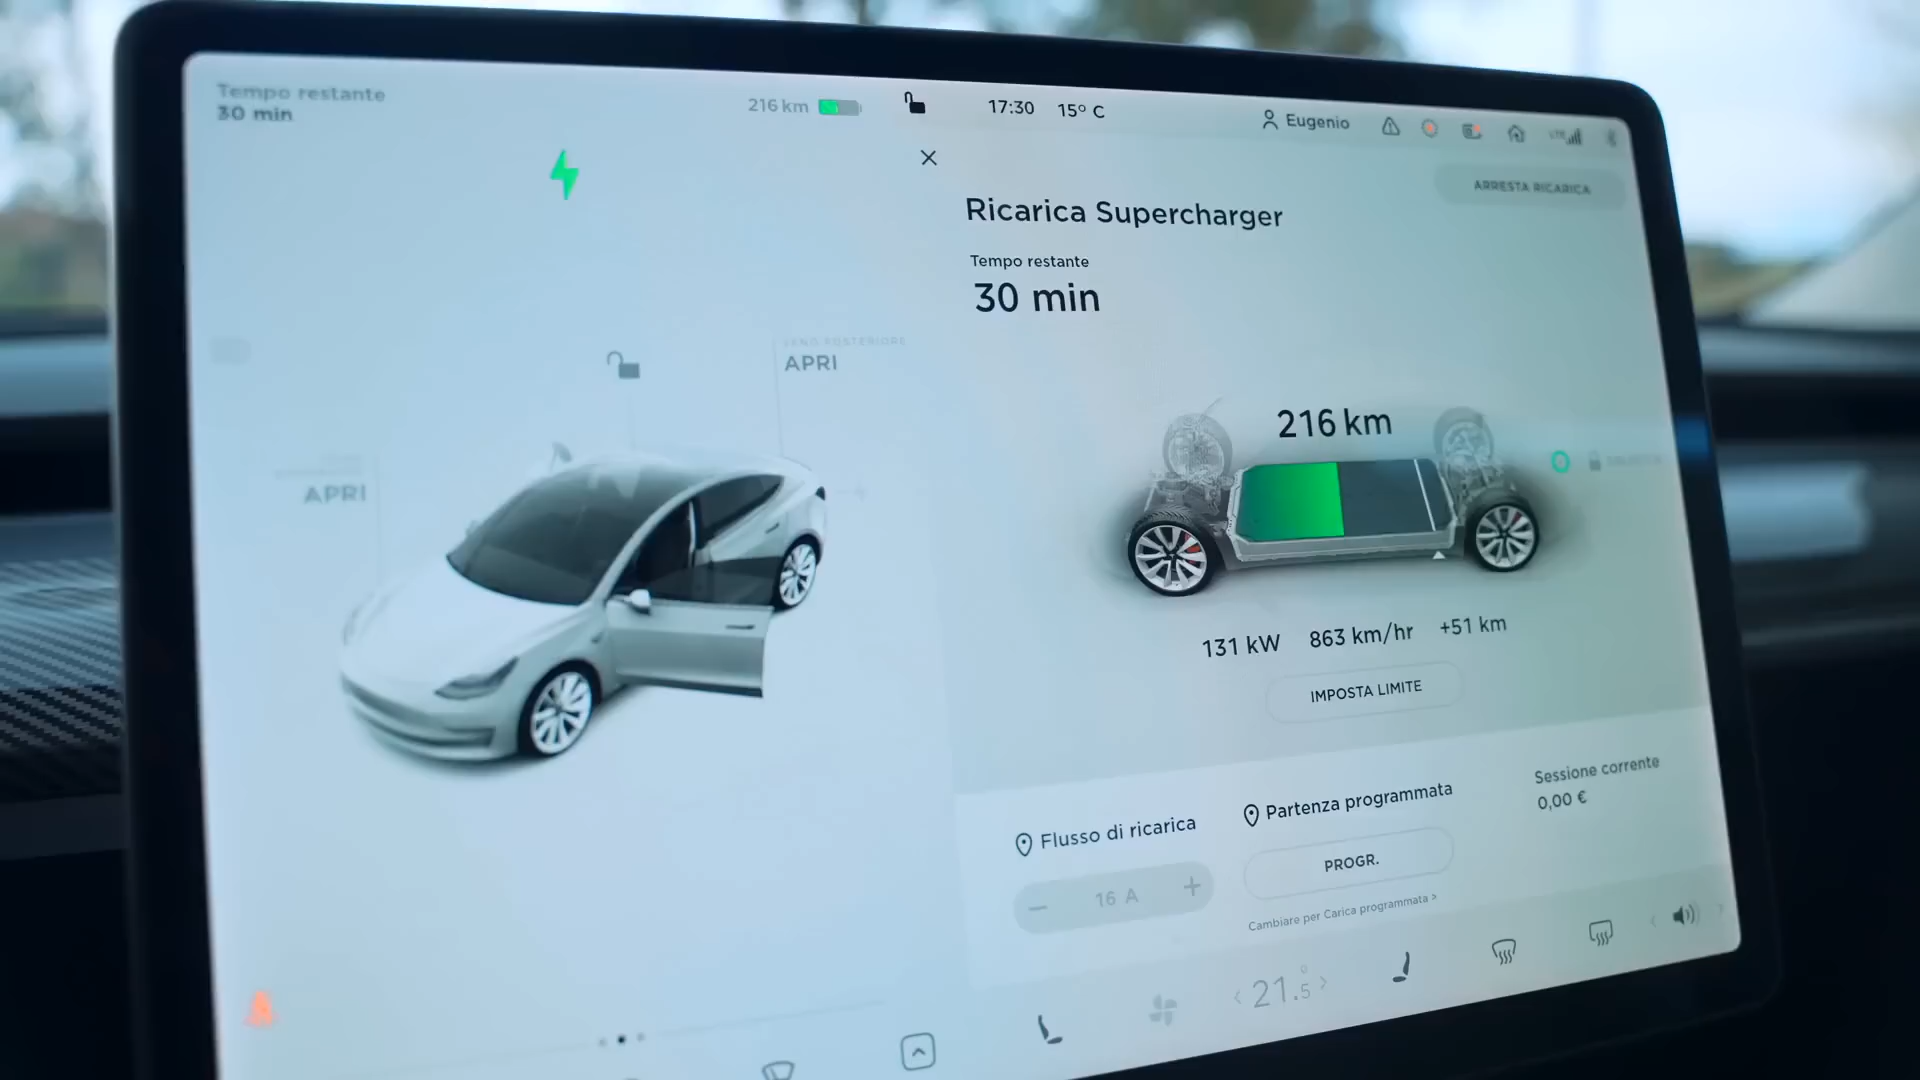 Tempo restante
30 min
216 km
17:30
15° C
Eugenio
LTE
ARRESTA RICARICA
Ricarica Supercharger
Tempo restante
30 min
POSTERIORE
APRI
APRI
216 km
131 kW
863 km/hr
+51 km
IMPOSTA LIMITE
Flusso di ricarica
16 A
Partenza programmata
PROGR.
Cambiare per Carica programmata >
Sessione corrente
0,00 €
21.5°